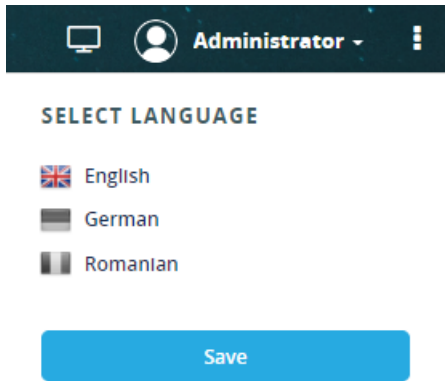 Administrator
SELECT LANGUAGE
English
German
Romanian
Save